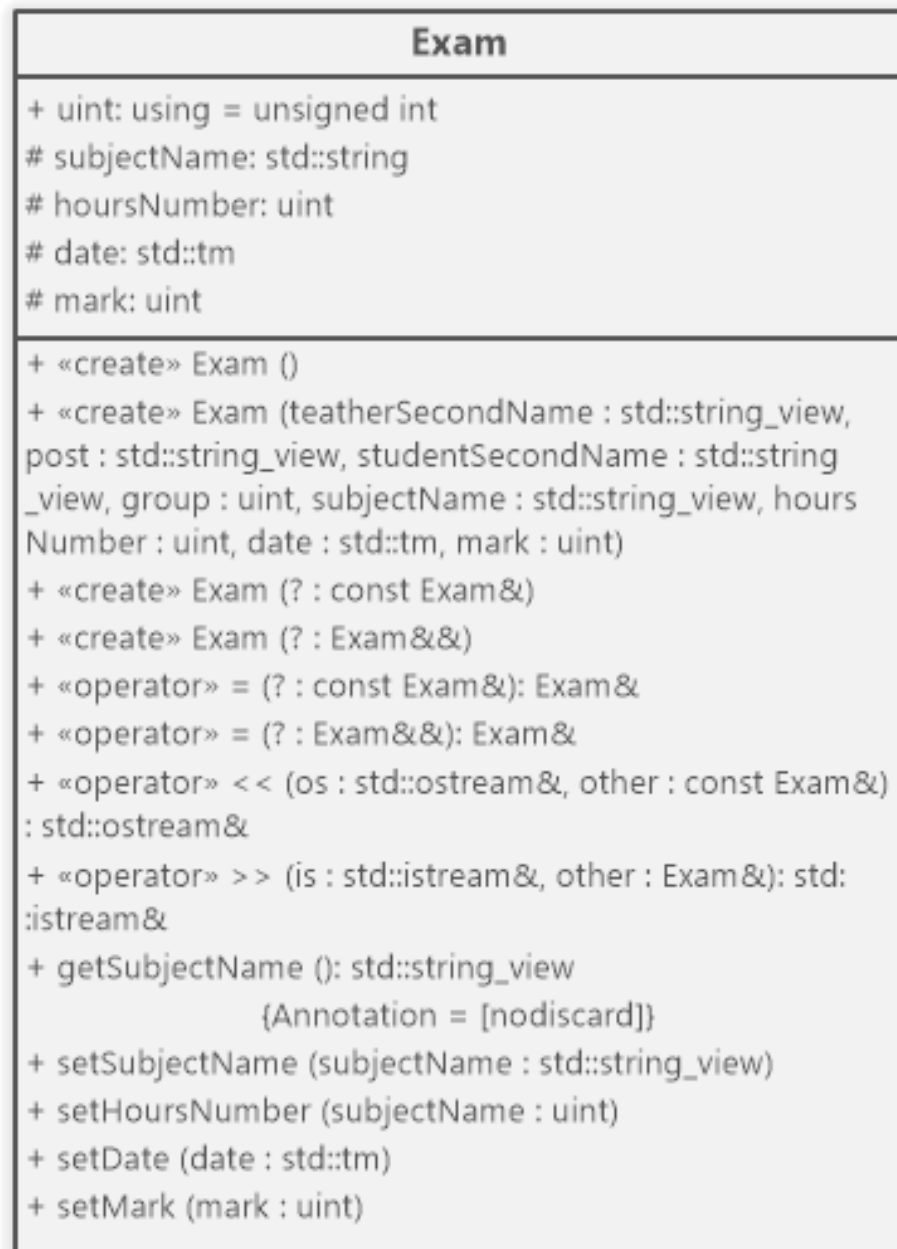 Exam
+ uint: using = unsigned int
# subjectName: std::string
# hoursNumber: uint
# date: std::tm
# mark: uint
+ «create» Exam ()
+ «create» Exam (teatherSecondName : std::string_view,
post : std::string_view, studentSecondName : std::string
_view, group : uint, subjectName : std::string_view, hours
Number : uint, date : std::tm, mark : uint)
+ «create» Exam (? : const Exam&)
+ «create» Exam (? : Exam&&)
+ «operator» = (? : const Exam&): Exam&
+ «operator» = (? : Exam&&): Exam&
+ «operator» << (os : std::ostream&, other : const Exam&)
: std::ostream&
+ «operator» >> (is : std::istream&, other : Exam&): std:
:istream&
+ getSubjectName (): std::string_view
{Annotation = [nodiscard]}
+ setSubjectName (subjectName : std::string_view)
+ setHoursNumber (subjectName : uint)
+ setDate (date : std::tm)
+ setMark (mark : uint)